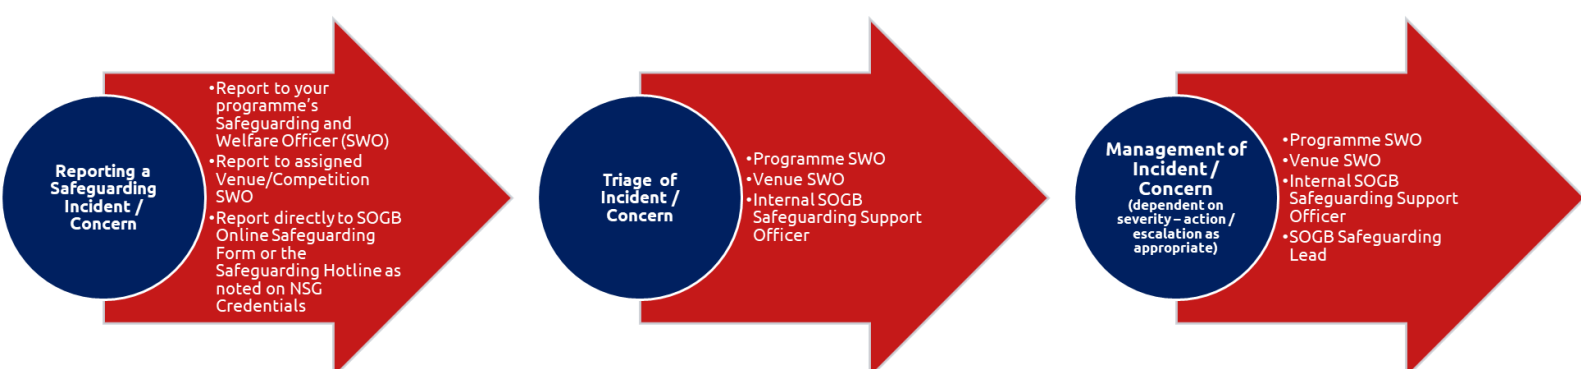 Reporting a
Safeguarding
Incident /
Concern
•Report to your
programme's
Safeguarding and
Welfare Officer (SWO)
•Report to assigned
Venue/Competition
SWO
•Report directly to SOGB
Online Safeguarding
Form or the
Safeguarding Hotline as
noted on NSG
Credentials
Triage of
Incident /
Concern
•Programme SWO
•Venue SWO
•Internal SOGB
Safeguarding Support
Officer
Management of
Incident /
Concern
(dependent on
severity – action /
escalation as
appropriate)
•Programme SWO
•Venue SWO
•Internal SOGB
Safeguarding Support
Officer
•SOGB Safeguarding
Lead